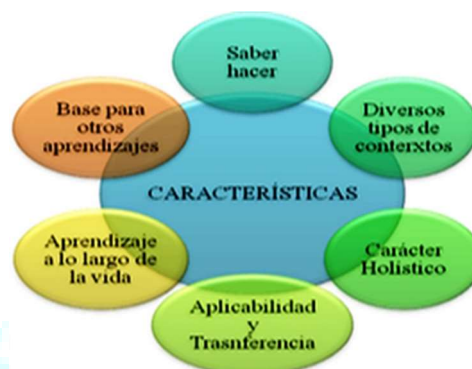 Saber
hacer
Diversos
tipos de
conterxtos
Carácter
Holístico
Aplicabilidad
y
Trasnferencia
Aprendizaje
a lo largo de
la vida
Base para
otros
aprendizajes
CARACTERÍSTICAS